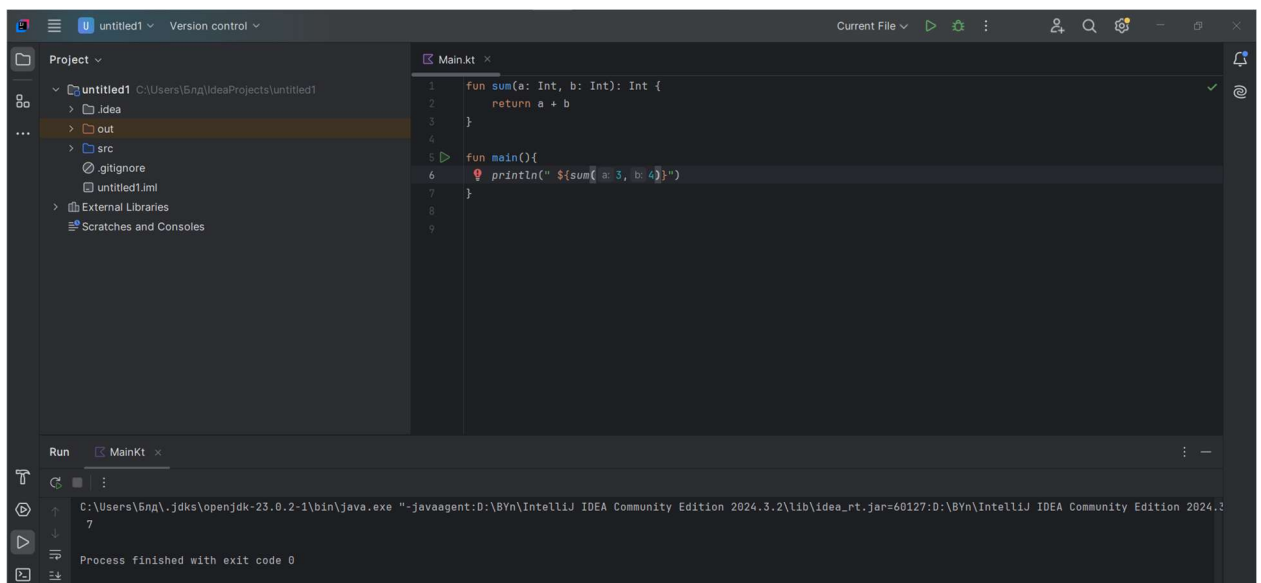 U untitled1 Version control Current File
Project
Main.kt ×
untitled1 C:\Users\Блд\IdeaProjects\untitled1
.idea
out
src
.gitignore
untitled1.iml
External Libraries
Scratches and Consoles
1 fun sum(a: Int, b: Int): Int {
2 return a + b
3 }
4
5 fun main(){
6 println(" ${sum( a: 3, b: 4)}")
7 }
8
9
Run MainKt ×
C:\Users\Блд\.jdks\openjdk-23.0.2-1\bin\java.exe "-javaagent:D:\BYn\IntelliJ IDEA Community Edition 2024.3.2\lib\idea_rt.jar=60127:D:\BYn\IntelliJ IDEA Community Edition 2024.3
7
Process finished with exit code 0